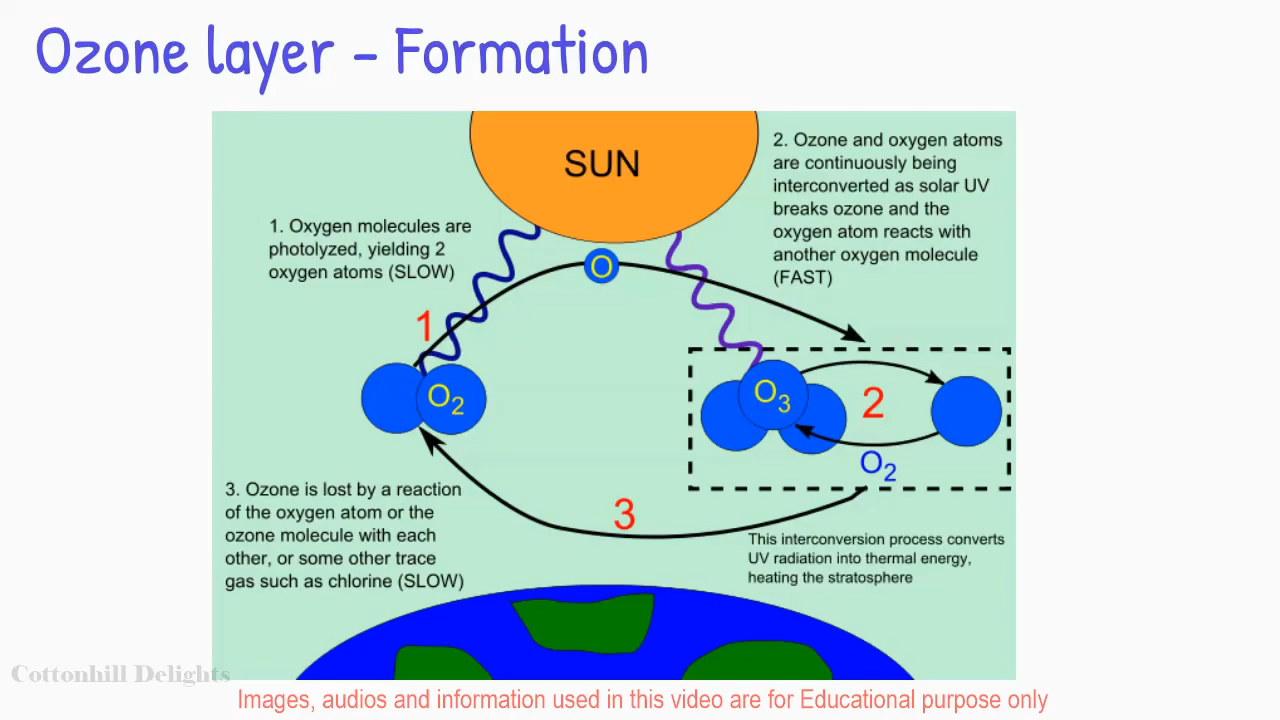 Ozone layer – Formation
SUN
2. Ozone and oxygen atoms
are continuously being
interconverted as solar UV
breaks ozone and the
oxygen atom reacts with
another oxygen molecule
(FAST)
1. Oxygen molecules are
photolyzed, yielding 2
oxygen atoms (SLOW)
O
1
O2
O3
2
O2
3. Ozone is lost by a reaction
of the oxygen atom or the
ozone molecule with each
other, or some other trace
gas such as chlorine (SLOW)
3
This interconversion process converts
UV radiation into thermal energy,
heating the stratosphere
Cottonhill Delights
Images, audios and information used in this video are for Educational purpose only